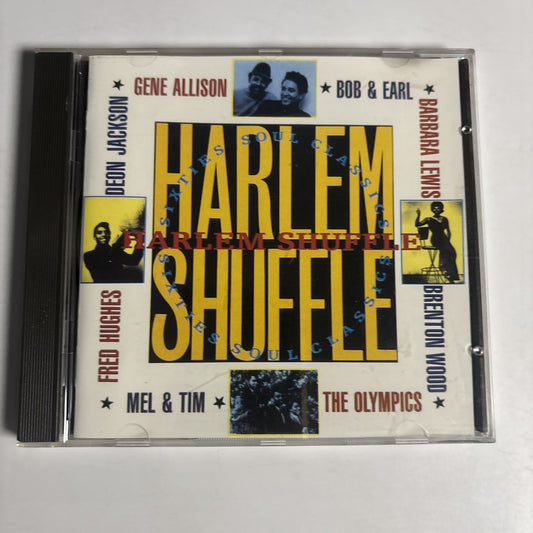 ★ GENE ALLISON
★ BOB & EARL ★
DEON JACKSON
BARBARA LEWIS
HARLEM
SIXTIES SOUL CLASSICS
HARLEM SHUFFLE
SIXTIES SOUL CLASSICS
SHUFFLE
FRED HUGHES
BRENTON WOOD
★ MEL & TIM ★
THE OLYMPICS ★